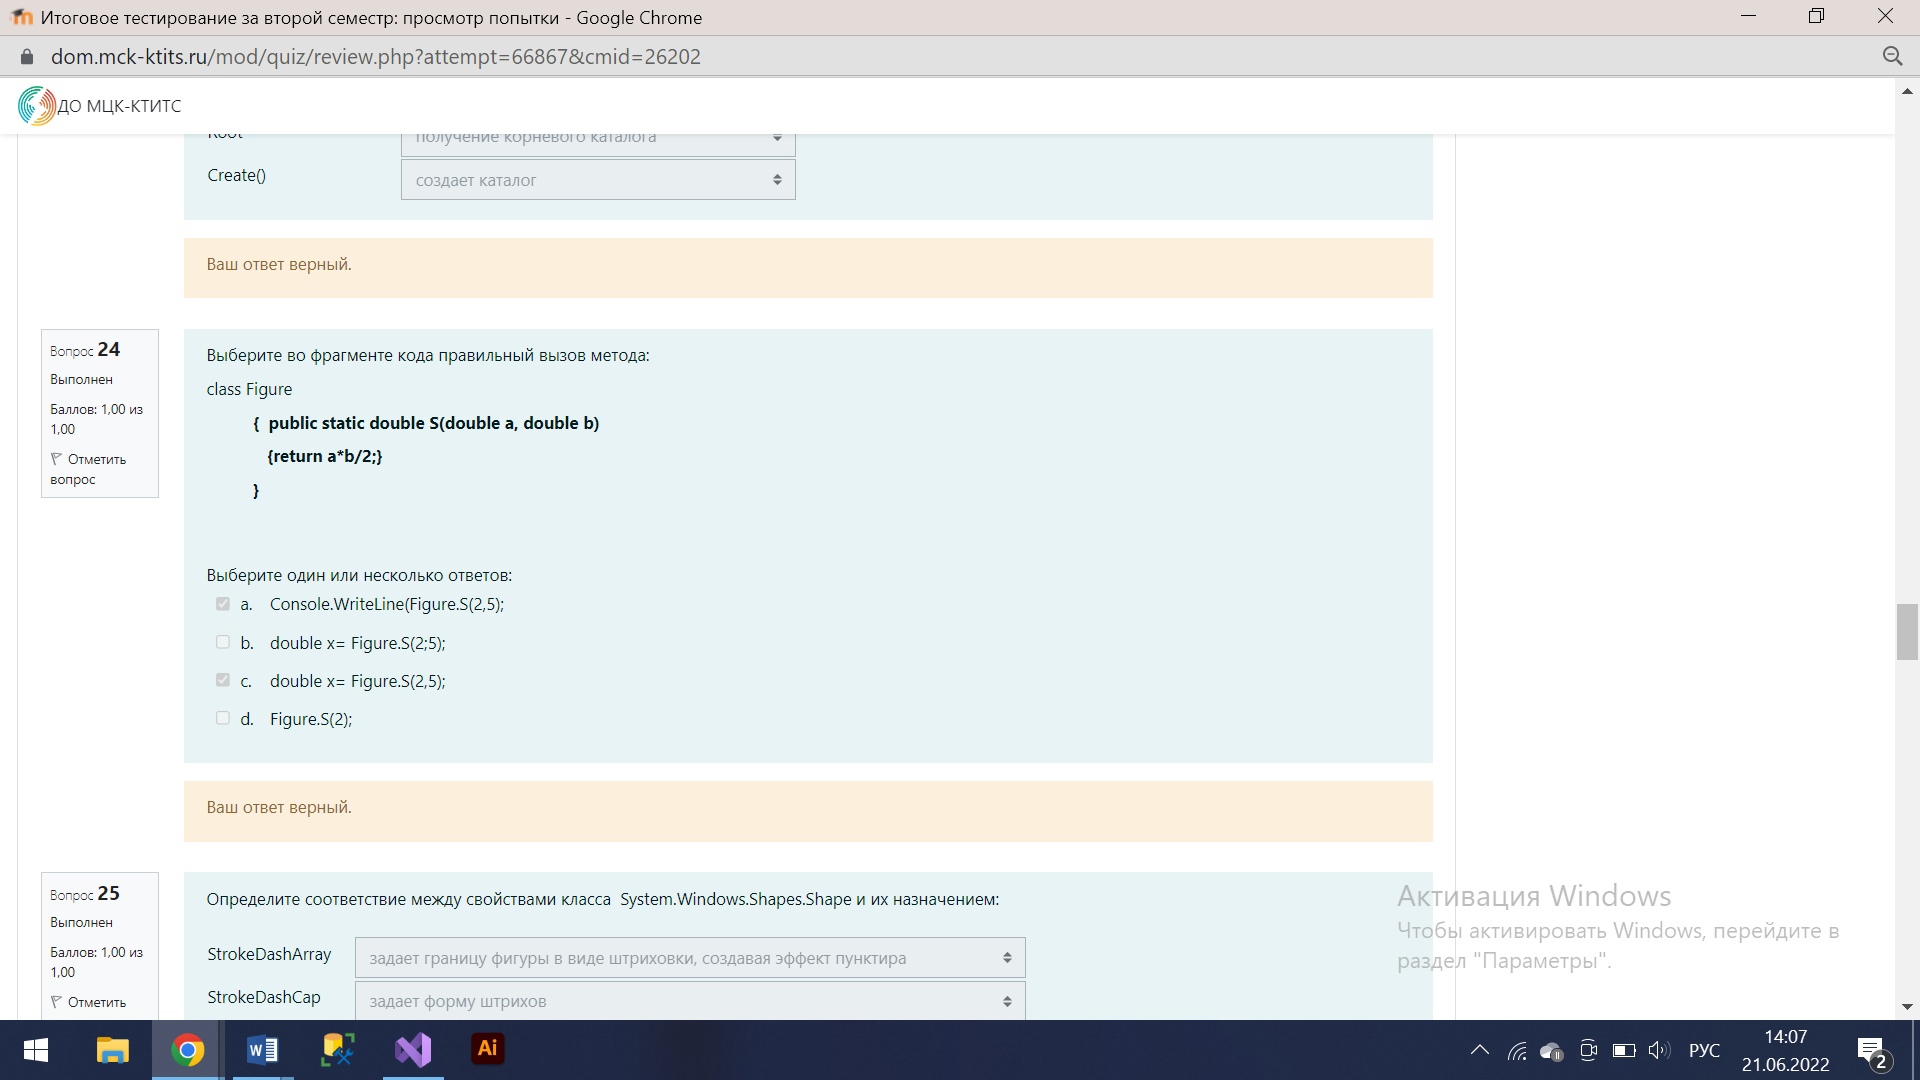 Итоговое тестирование за второй семестр: просмотр попытки - Google Chrome
dom.mck-ktits.ru/mod/quiz/review.php?attempt=66867&cmid=26202
ДО МЦК-КТИТС
Root
получение корневого каталога
Create()
создает каталог
Ваш ответ верный.
Вопрос 24
Выполнен
Баллов: 1,00 из
1,00
Отметить
вопрос
Выберите во фрагменте кода правильный вызов метода:
class Figure
{ public static double S(double a, double b)
{return a*b/2;}
}
Выберите один или несколько ответов:
a. Console.WriteLine(Figure.S(2,5);
b. double x= Figure.S(2;5);
c. double x= Figure.S(2,5);
d. Figure.S(2);
Ваш ответ верный.
Вопрос 25
Выполнен
Баллов: 1,00 из
1,00
Отметить
Определите соответствие между свойствами класса System.Windows.Shapes.Shape и их назначением:
StrokeDashArray
задает границу фигуры в виде штриховки, создавая эффект пунктира
StrokeDashCap
задает форму штрихов
Активация Windows
Чтобы активировать Windows, перейдите в
раздел "Параметры".
Ai
РУС
14:07
21.06.2022
2